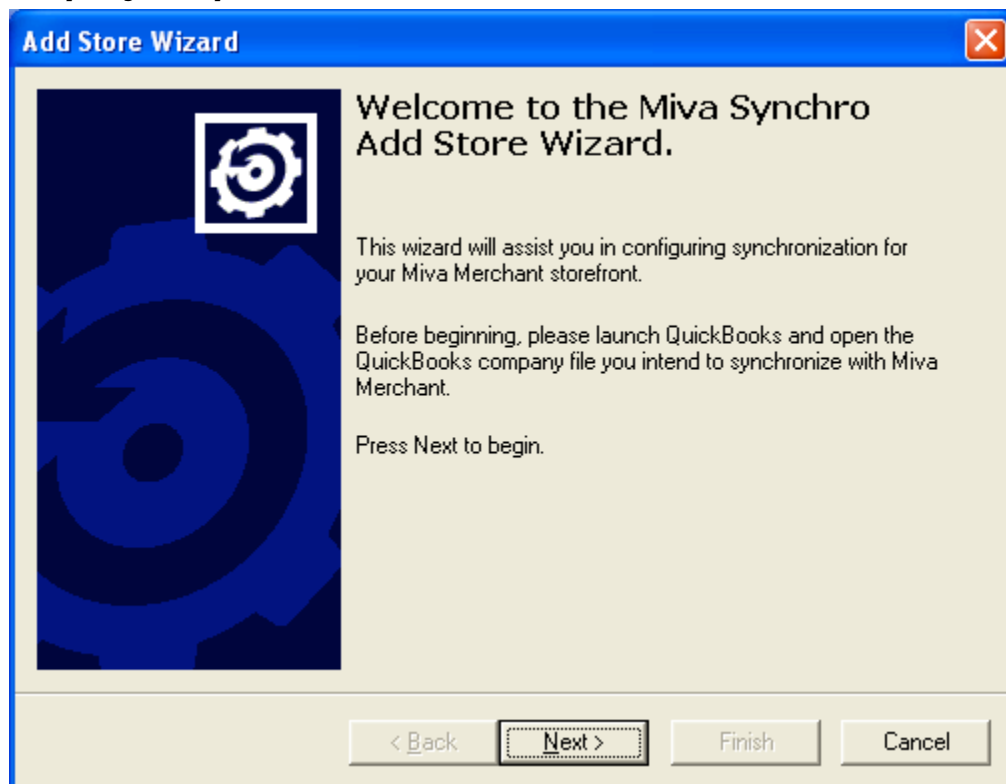 Add Store Wizard
Welcome to the Miva Synchro
Add Store Wizard.
This wizard will assist you in configuring synchronization for
your Miva Merchant storefront.
Before beginning, please launch QuickBooks and open the
QuickBooks company file you intend to synchronize with Miva
Merchant.
Press Next to begin.
< Back Next > Finish Cancel